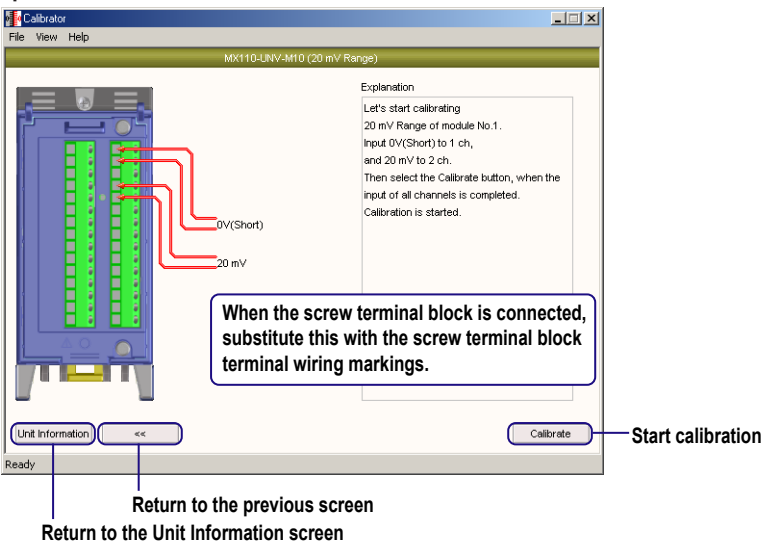 Calibrator
File View Help
MX110-UNV-M10 (20 mV Range)
Explanation
Let's start calibrating
20 mV Range of module No.1.
Input 0V(Short) to 1 ch,
and 20 mV to 2 ch.
Then select the Calibrate button, when the
input of all channels is completed.
Calibration is started.
0V(Short)
20 mV
When the screw terminal block is connected,
substitute this with the screw terminal block
terminal wiring markings.
Unit Information
<<
Calibrate
Start calibration
Ready
Return to the previous screen
Return to the Unit Information screen